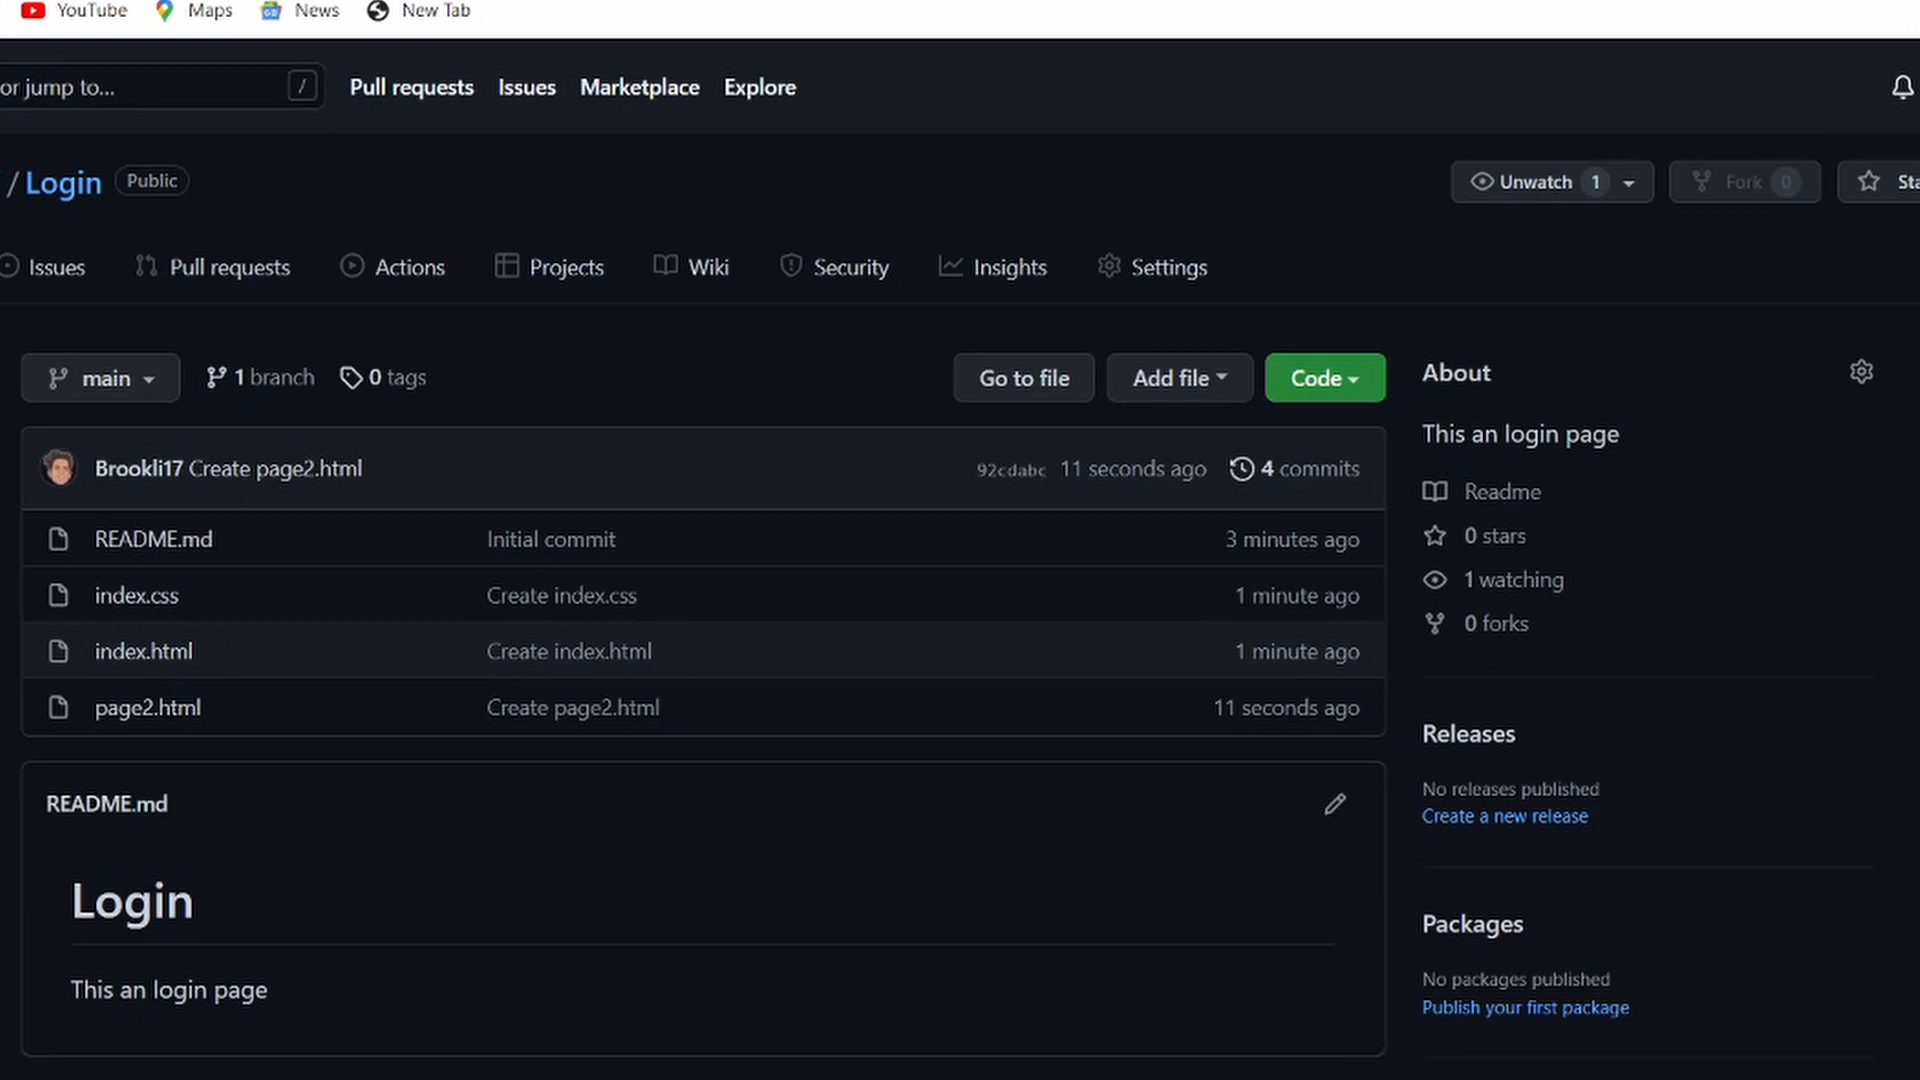 YouTube Maps News New Tab
or jump to... / Pull requests Issues Marketplace Explore
/ Login Public Unwatch 1 Fork 0
Issues Pull requests Actions Projects Wiki Security Insights Settings
main 1 branch 0 tags Go to file Add file Code
About
This an login page
Brookli17 Create page2.html 92cdabc 11 seconds ago 4 commits
Readme
README.md Initial commit 3 minutes ago
0 stars
index.css Create index.css 1 minute ago
1 watching
0 forks
index.html Create index.html 1 minute ago
page2.html Create page2.html 11 seconds ago
Releases
No releases published
Create a new release
README.md
Login
This an login page
Packages
No packages published
Publish your first package